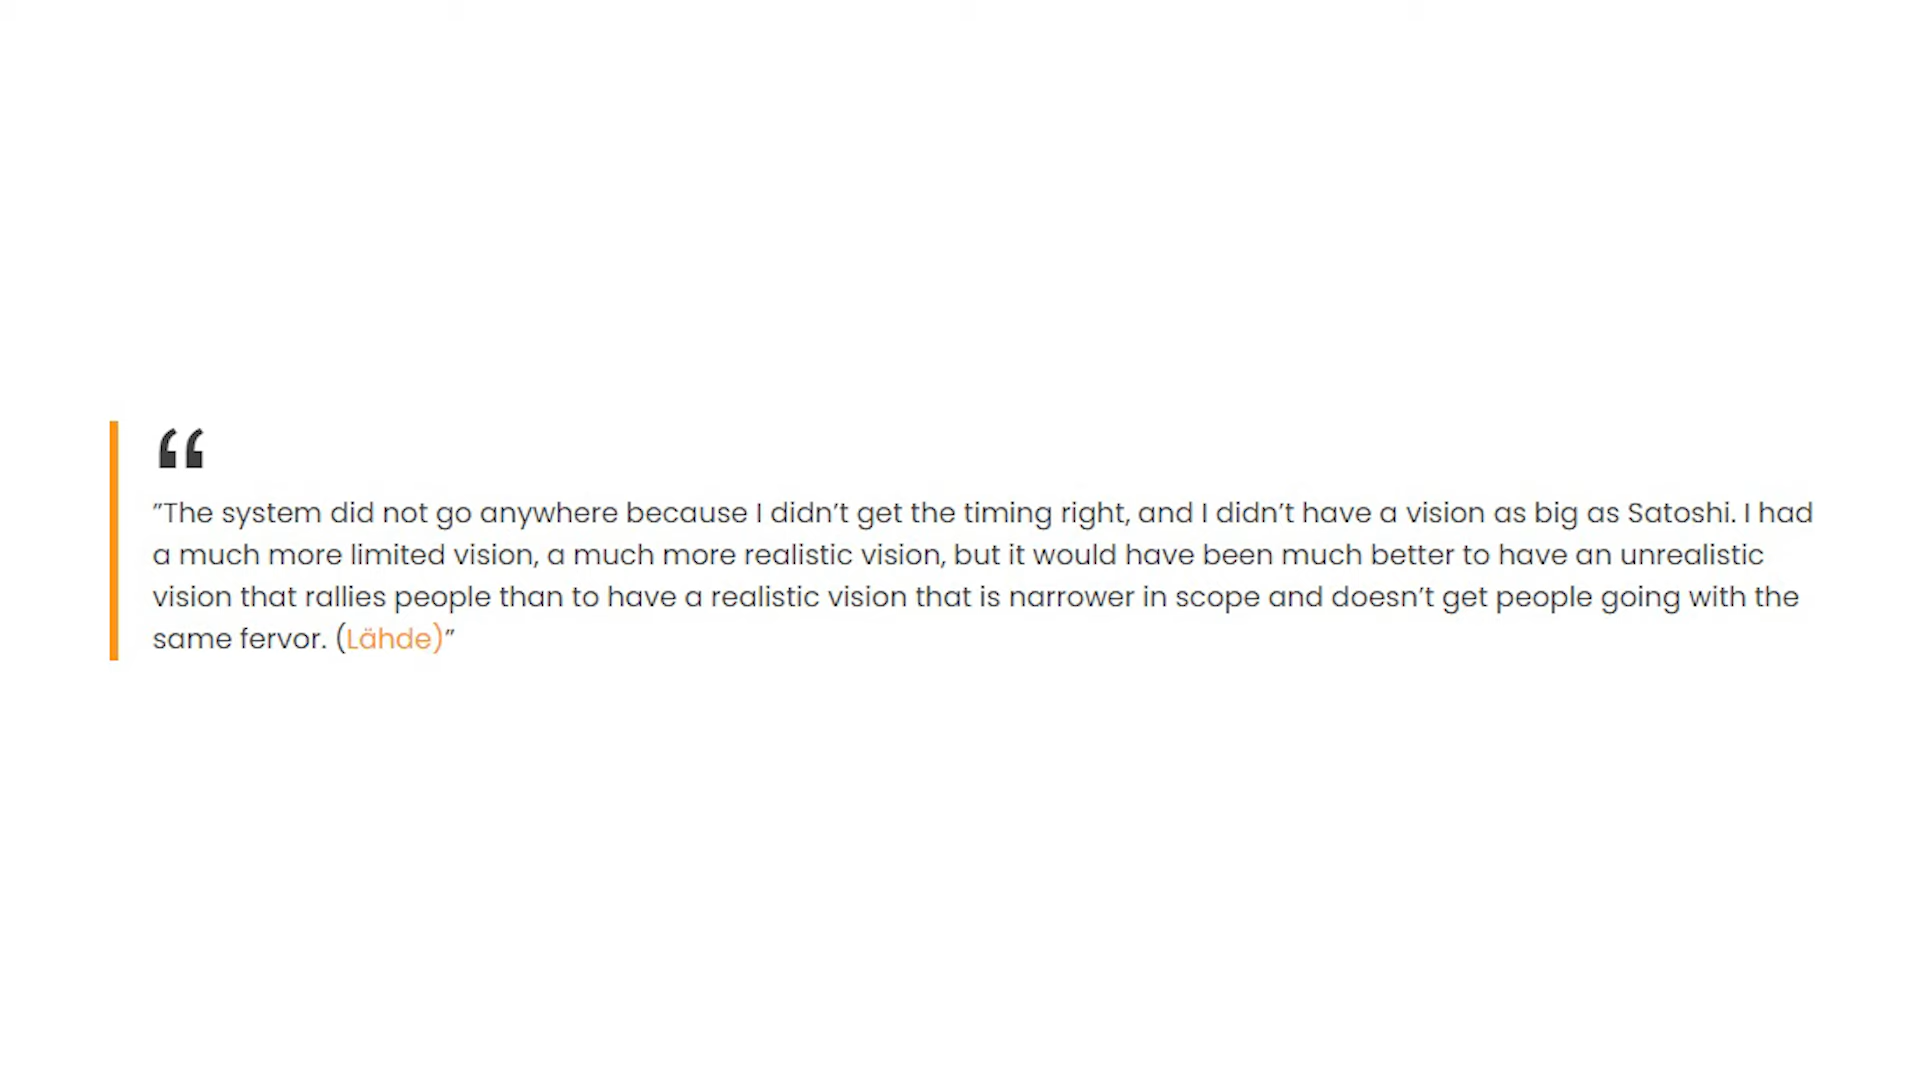 “
”The system did not go anywhere because I didn’t get the timing right, and I didn’t have a vision as big as Satoshi. I had
a much more limited vision, a much more realistic vision, but it would have been much better to have an unrealistic
vision that rallies people than to have a realistic vision that is narrower in scope and doesn’t get people going with the
same fervor. (Lähde)”